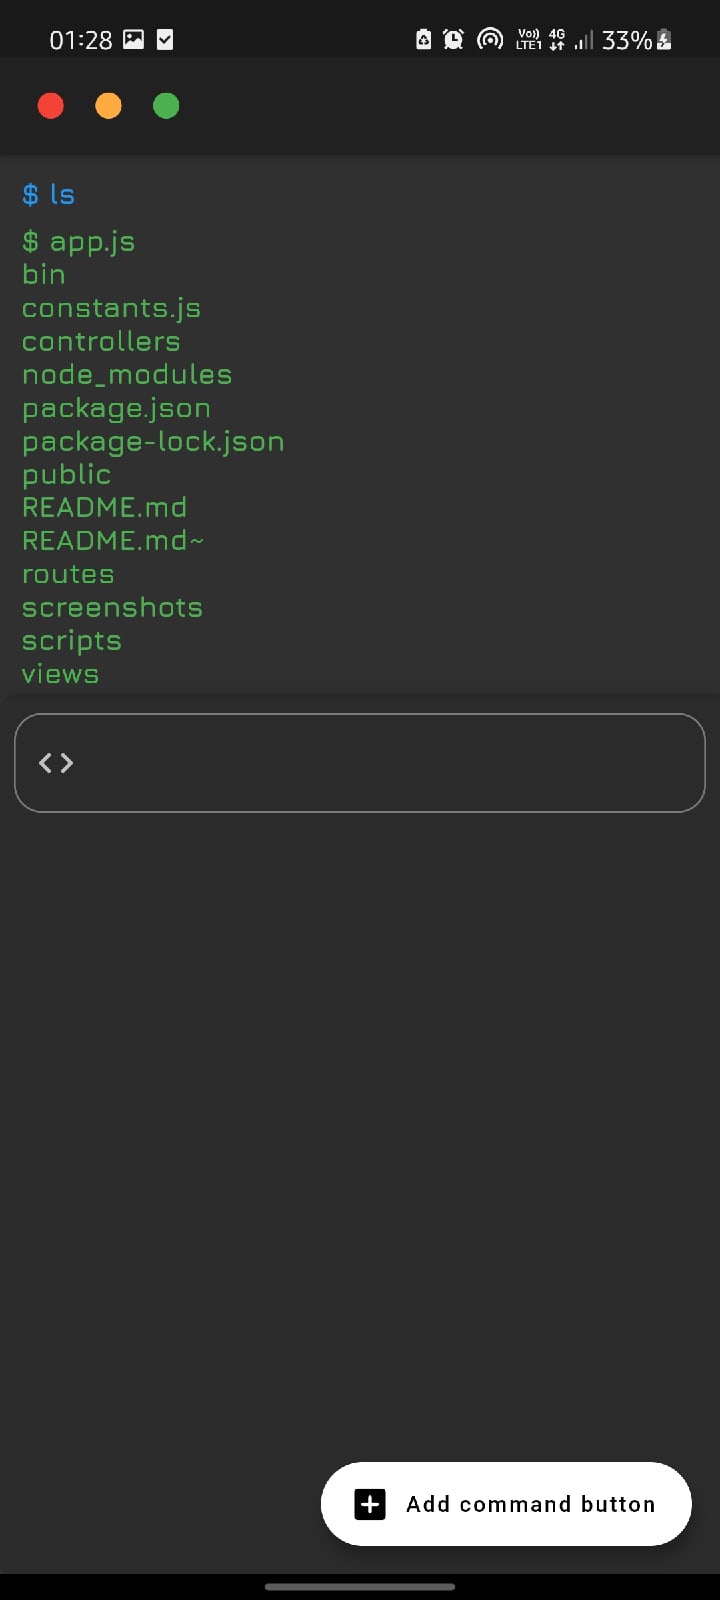 01:28
Vo)) LTE1 4G 33%
$ ls
$ app.js
bin
constants.js
controllers
node_modules
package.json
package-lock.json
public
README.md
README.md~
routes
screenshots
scripts
views
<>
Add command button